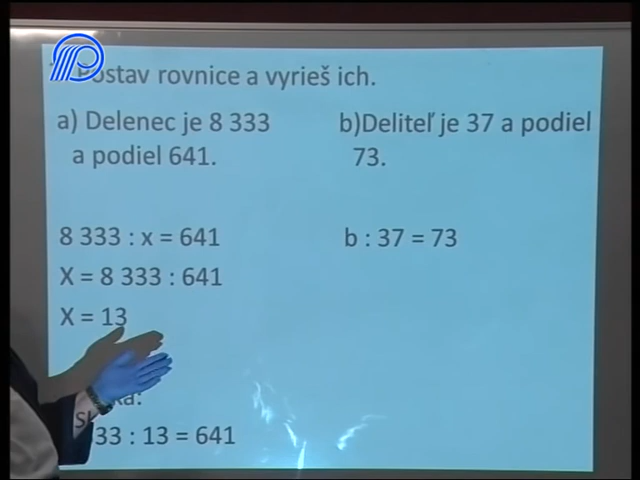 Postav rovnice a vyrieš ich.
a) Delenec je 8 333
a podiel 641.
b)Deliteľ je 37 a podiel
73.
8 333 : x = 641
X = 8 333 : 641
X = 13
33 : 13 = 641
b : 37 = 73